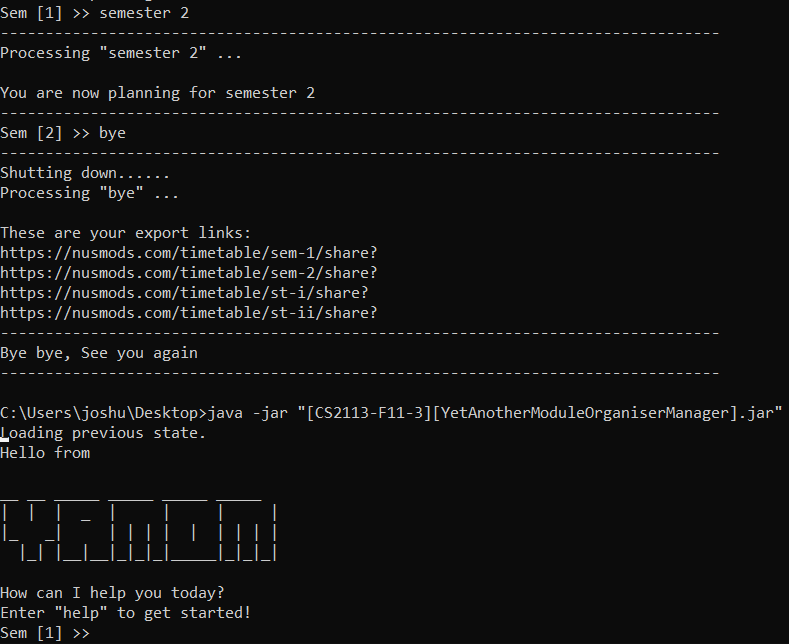 Sem [1] >> semester 2
--------------------------------------------------------------------------------
Processing "semester 2" ...
You are now planning for semester 2
--------------------------------------------------------------------------------
Sem [2] >> bye
--------------------------------------------------------------------------------
Shutting down......
Processing "bye" ...
These are your export links:
https://nusmods.com/timetable/sem-1/share?
https://nusmods.com/timetable/sem-2/share?
https://nusmods.com/timetable/st-i/share?
https://nusmods.com/timetable/st-ii/share?
--------------------------------------------------------------------------------
Bye bye, See you again
--------------------------------------------------------------------------------
C:\Users\joshu\Desktop>java -jar "[CS2113-F11-3][YetAnotherModuleOrganiserManager].jar"
Loading previous state.
Hello from
YAMOM
How can I help you today?
Enter "help" to get started!
Sem [1] >>